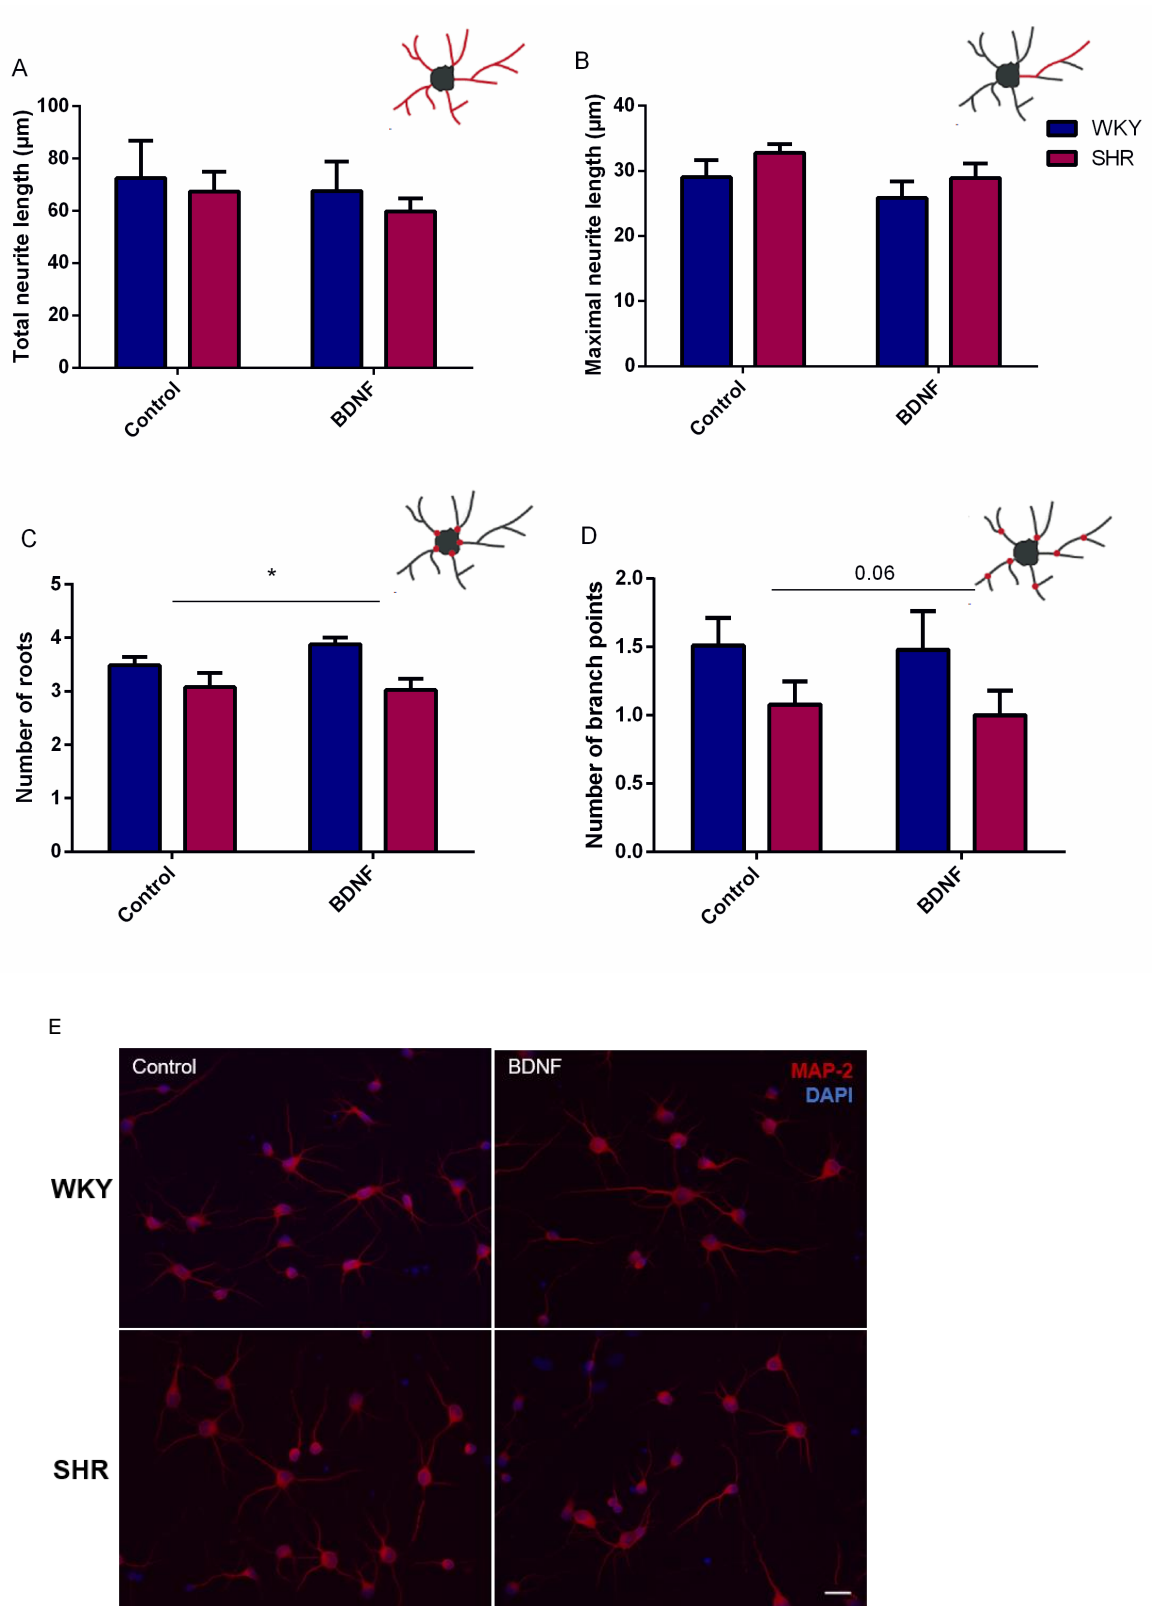 A
Total neurite length (µm)
100
80
60
40
20
0
Control
BDNF
B
Maximal neurite length (µm)
40
30
20
10
0
Control
BDNF
WKY
SHR
C
Number of roots
5
4
3
2
1
0
*
Control
BDNF
D
Number of branch points
2.0
1.5
1.0
0.5
0.0
0.06
Control
BDNF
E
Control
BDNF
MAP-2
DAPI
WKY
SHR